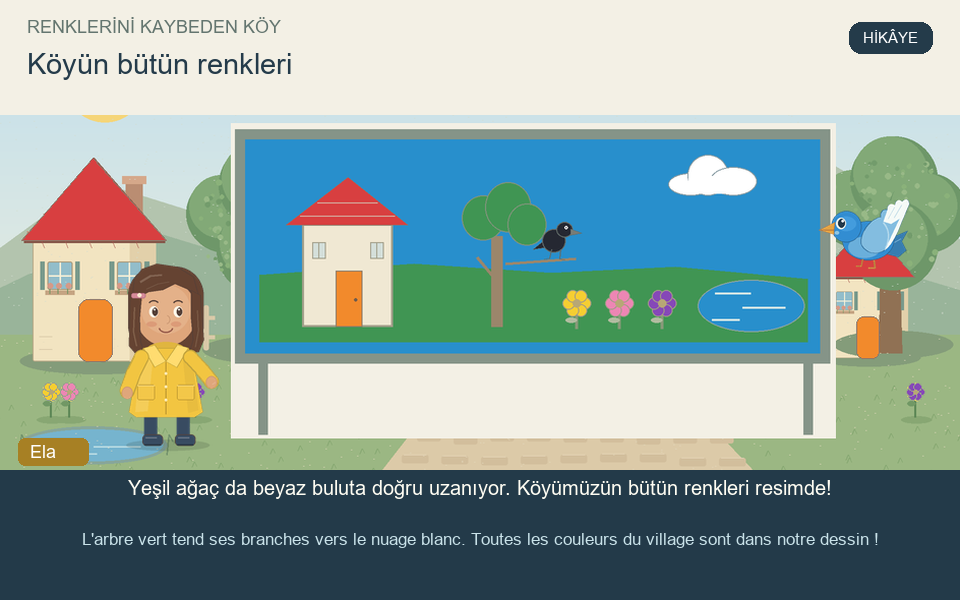 RENKLERİNİ KAYBEDEN KÖY
HİKÂYE
Köyün bütün renkleri
Ela
Yeşil ağaç da beyaz buluta doğru uzanıyor. Köyümüzün bütün renkleri resimde!
L'arbre vert tend ses branches vers le nuage blanc. Toutes les couleurs du village sont dans notre dessin !